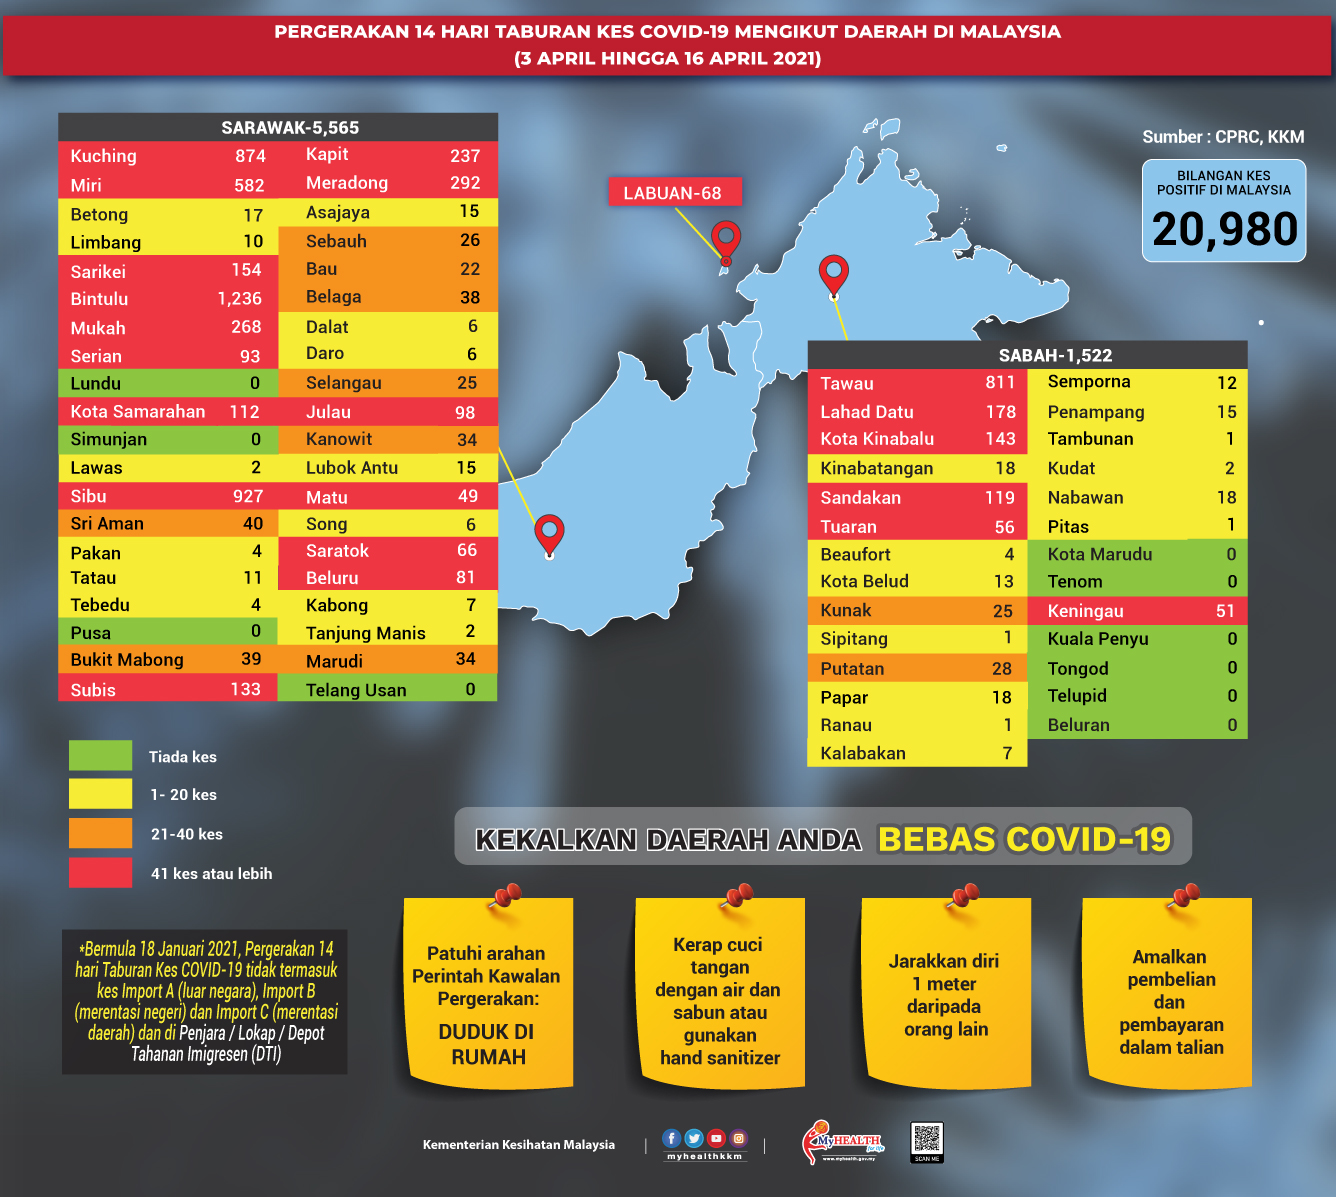 PERGERAKAN 14 HARI TABURAN KES COVID-19 MENGIKUT DAERAH DI MALAYSIA
(3 APRIL HINGGA 16 APRIL 2021)
SARAWAK-5,565
Kuching 874
Miri 582
Betong 17
Limbang 10
Sarikei 154
Bintulu 1,236
Mukah 268
Serian 93
Lundu 0
Kota Samarahan 112
Simunjan 0
Lawas 2
Sibu 927
Sri Aman 40
Pakan 4
Tatau 11
Tebedu 4
Pusa 0
Bukit Mabong 39
Subis 133
Kapit 237
Meradong 292
Asajaya 15
Sebauh 26
Bau 22
Belaga 38
Dalat 6
Daro 6
Selangau 25
Julau 98
Kanowit 34
Lubok Antu 15
Matu 49
Song 6
Saratok 66
Beluru 81
Kabong 7
Tanjung Manis 2
Marudi 34
Telang Usan 0
LABUAN-68
Sumber : CPRC, KKM
BILANGAN KES
POSITIF DI MALAYSIA
20,980
SABAH-1,522
Tawau 811
Lahad Datu 178
Kota Kinabalu 143
Kinabatangan 18
Sandakan 119
Tuaran 56
Beaufort 4
Kota Belud 13
Kunak 25
Sipitang 1
Putatan 28
Papar 18
Ranau 1
Kalabakan 7
Semporna 12
Penampang 15
Tambunan 1
Kudat 2
Nabawan 18
Pitas 1
Kota Marudu 0
Tenom 0
Keningau 51
Kuala Penyu 0
Tongod 0
Telupid 0
Beluran 0
Tiada kes
1- 20 kes
21-40 kes
41 kes atau lebih
*Bermula 18 Januari 2021, Pergerakan 14
hari Taburan Kes COVID-19 tidak termasuk
kes Import A (luar negara), Import B
(merentasi negeri) dan Import C (merentasi
daerah) dan di Penjara / Lokap / Depot
Tahanan Imigresen (DTI)
KEKALKAN DAERAH ANDA BEBAS COVID-19
Patuhi arahan
Perintah Kawalan
Pergerakan:
DUDUK DI
RUMAH
Kerap cuci
tangan
dengan air dan
sabun atau
gunakan
hand sanitizer
Jarakkan diri
1 meter
daripada
orang lain
Amalkan
pembelian
dan
pembayaran
dalam talian
Kementerian Kesihatan Malaysia
myhealthkkm
MyHEALTH
for life
www.myhealth.gov.my
SCAN ME